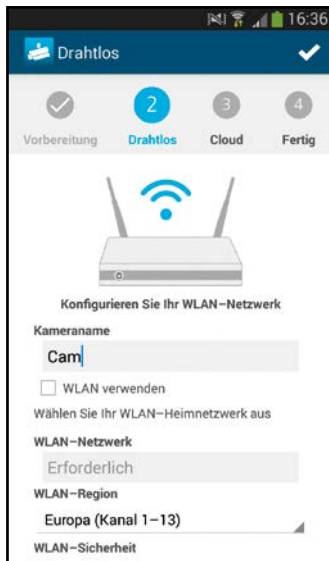 16:36
Drahtlos
2 3 4
Vorbereitung Drahtlos Cloud Fertig
Konfigurieren Sie Ihr WLAN-Netzwerk
Kameraname
Cam
WLAN verwenden
Wählen Sie Ihr WLAN-Heimnetzwerk aus
WLAN-Netzwerk
Erforderlich
WLAN-Region
Europa (Kanal 1-13)
WLAN-Sicherheit